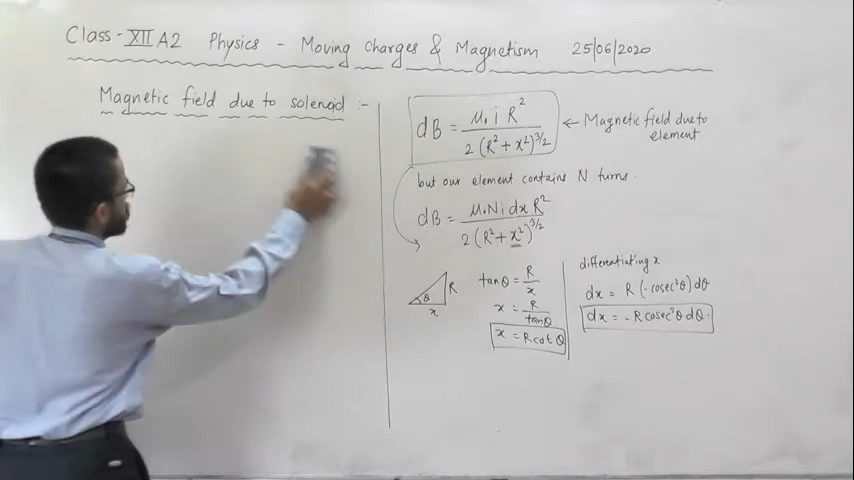 Class - XII A2 Physics - Moving Charges & Magnetism 25/06/2020
Magnetic field due to solenoid :-
dB = μ₀ i R² / 2 (R² + x²)^3/2 ← Magnetic field due to element
but our element contains N turns.
dB = μ₀ N i dx R² / 2 (R² + x²)^3/2
θ R x
tanθ = R/x
x = R/tanθ
x = R cot θ
differentiating x
dx = R (-cosec²θ) dθ
dx = -R cosec²θ dθ.